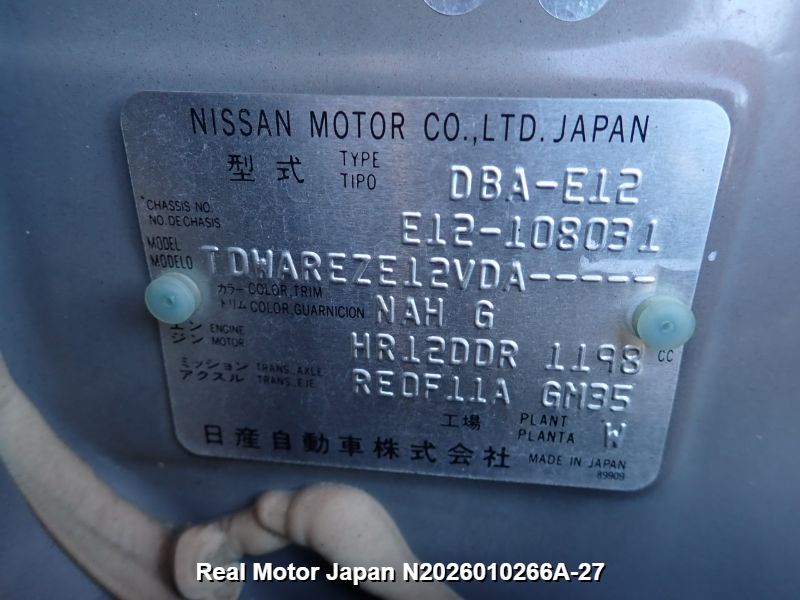 NISSAN MOTOR CO.,LTD. JAPAN
型式 TYPE TIPO DBA-E12
CHASSIS NO. NO.DE CHASIS E12-108031
MODEL MODELO TDWAREZE12VDA-----
カラー COLOR,TRIM
トリム COLOR,GUARNICION NAH G
エンジン ENGINE MOTOR HR12DDR 1198 CC
ミッション TRANS., AXLE
アクスル TRANS., EJE RE0F11A GM35
工場 PLANT PLANTA W
日産自動車株式会社 MADE IN JAPAN
89909
Real Motor Japan N2026010266A-27